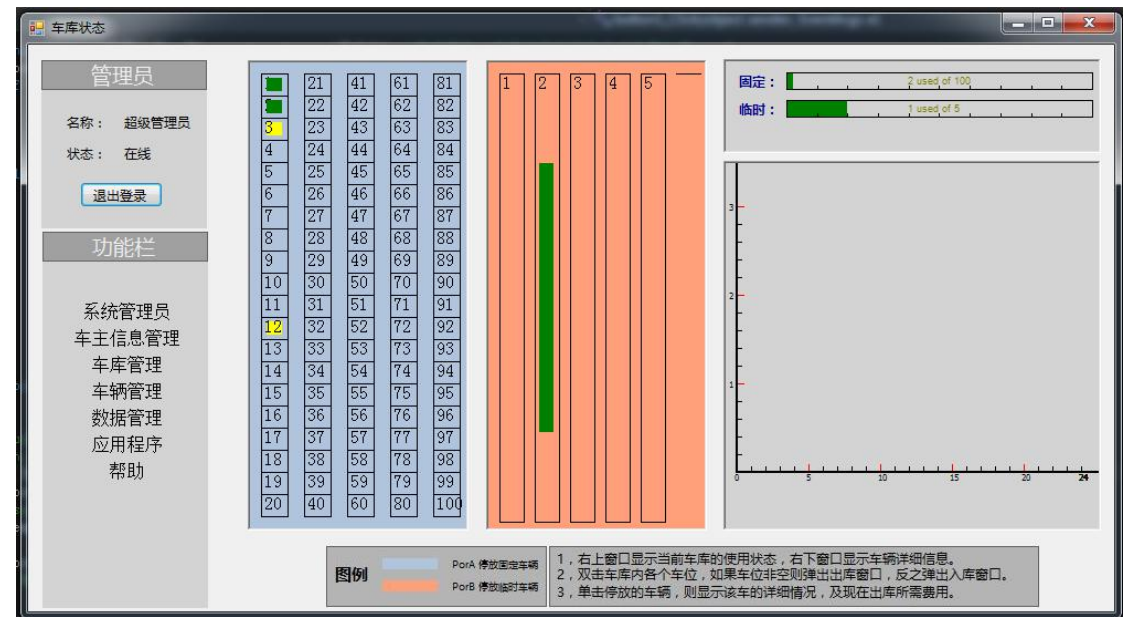 车库状态
管理员
名称： 超级管理员
状态： 在线
退出登录
功能栏
系统管理员
车主信息管理
车库管理
车辆管理
数据管理
应用程序
帮助
21 41 61 81
22 42 62 82
3 23 43 63 83
4 24 44 64 84
5 25 45 65 85
6 26 46 66 86
7 27 47 67 87
8 28 48 68 88
9 29 49 69 89
10 30 50 70 90
11 31 51 71 91
12 32 52 72 92
13 33 53 73 93
14 34 54 74 94
15 35 55 75 95
16 36 56 76 96
17 37 57 77 97
18 38 58 78 98
19 39 59 79 99
20 40 60 80 100
1 2 3 4 5
固定： 2 used of 100
临时： 1 used of 5
3
2
1
0 5 10 15 20 24
图例
PorA 停放固定车辆
PorB 停放临时车辆
1，右上窗口显示当前车库的使用状态，右下窗口显示车辆详细信息。
2，双击车库内各个车位，如果车位非空则弹出出库窗口，反之弹出入库窗口。
3，单击停放的车辆，则显示该车的详细情况，及现在出库所需费用。